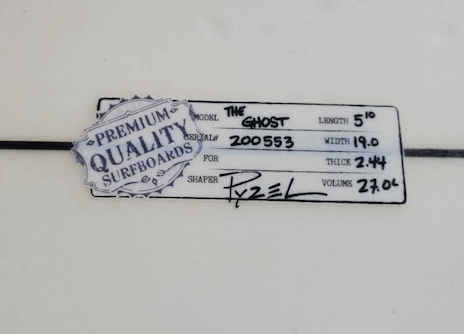 PREMIUM
QUALITY
SURFBOARDS
MODEL THE GHOST LENGTH 5'10
SERIAL# 200553 WIDTH 19.0
FOR THICK 2.44
SHAPER PYZEL VOLUME 27.0L